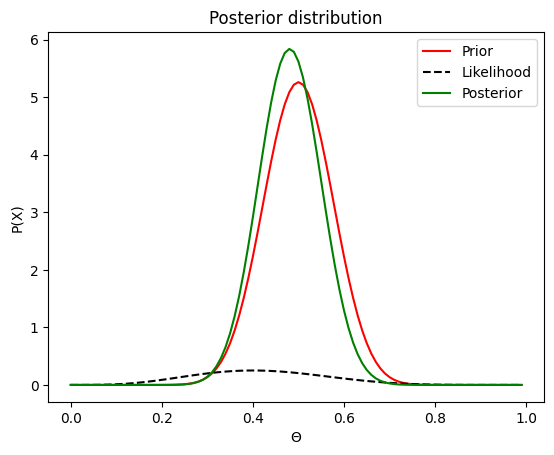 Posterior distribution
Prior
Likelihood
Posterior
P(X)
6
5
4
3
2
1
0
0.0 0.2 0.4 0.6 0.8 1.0
Θ